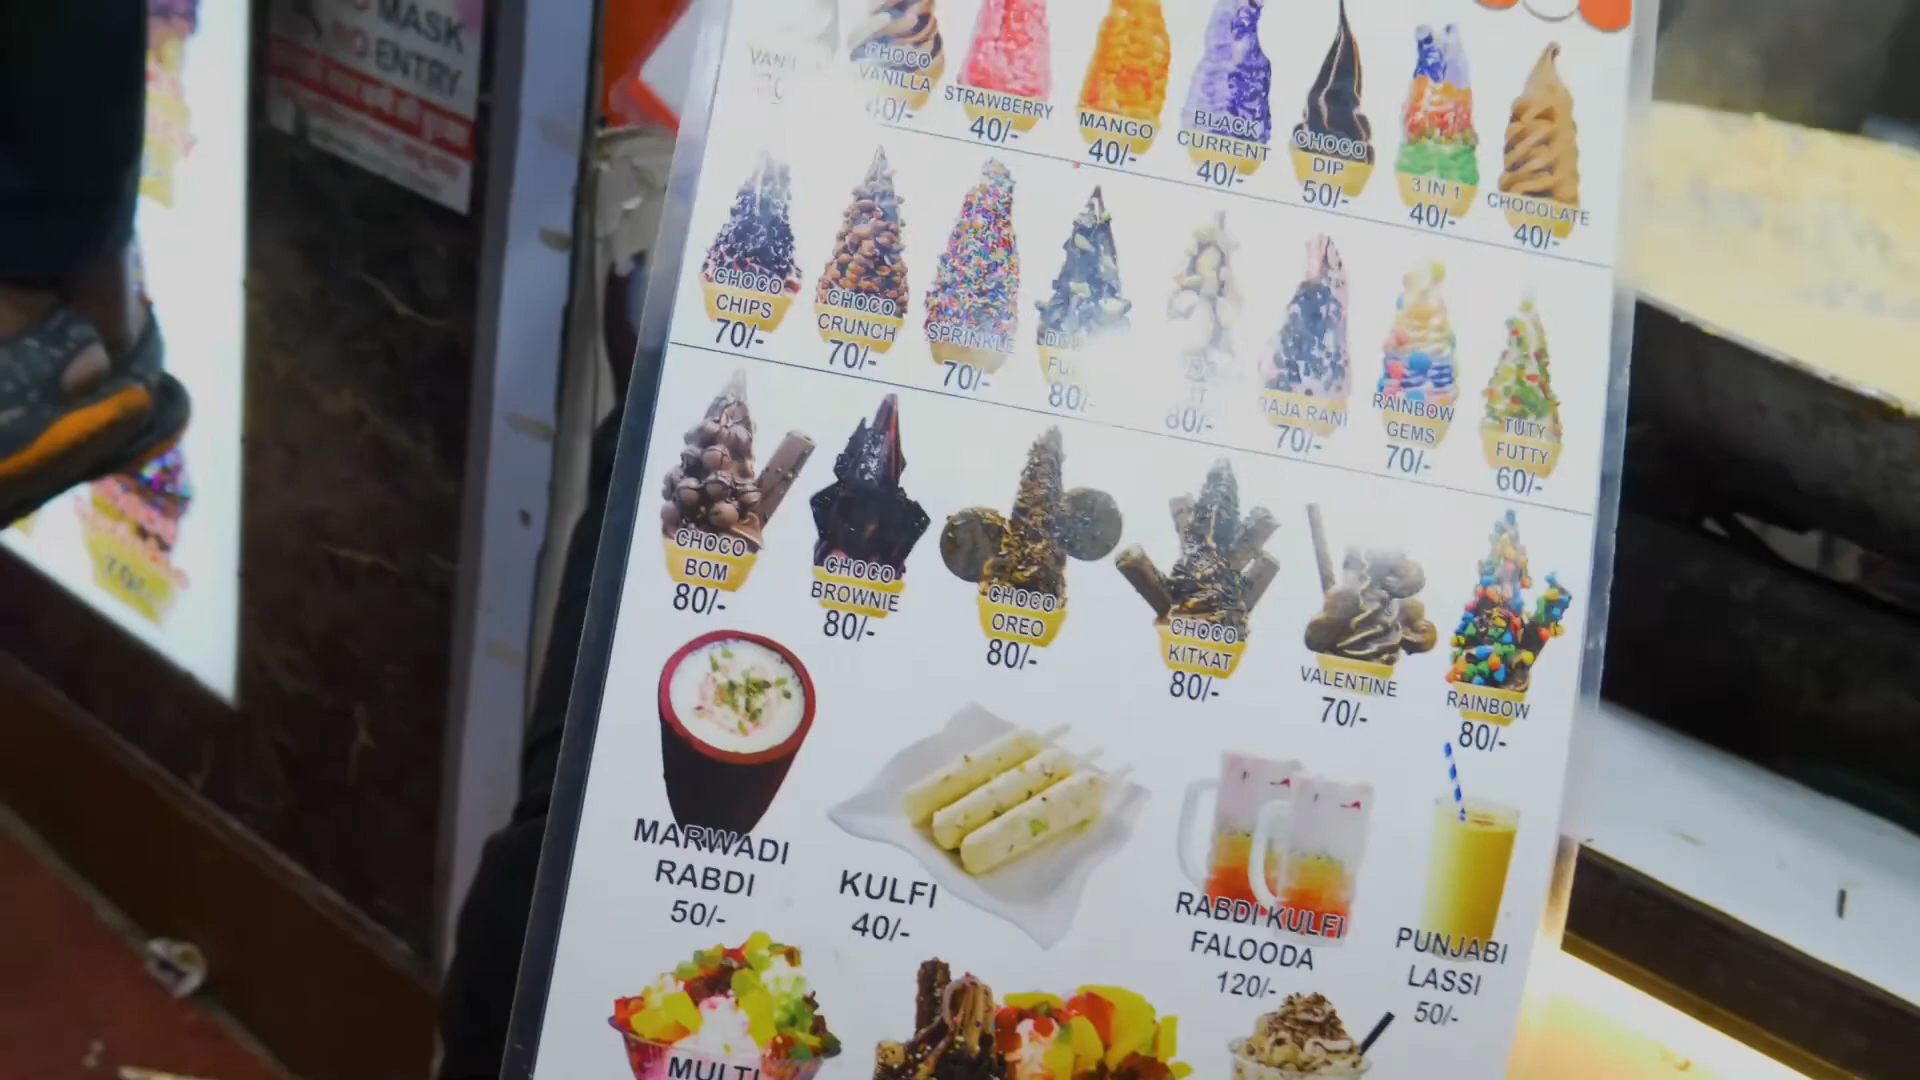 MASK
NO ENTRY
CHOCO
VANILLA
40/-
STRAWBERRY
40/-
MANGO
40/-
BLACK
CURRENT
40/-
CHOCO
DIP
50/-
3 IN 1
40/-
CHOCOLATE
40/-
CHOCO
CHIPS
70/-
CHOCO
CRUNCH
70/-
SPRINKLE
70/-
80/-
80/-
RAJA RANI
70/-
RAINBOW
GEMS
70/-
TUTY
FUTTY
60/-
CHOCO
BOM
80/-
CHOCO
BROWNIE
80/-
CHOCO
OREO
80/-
CHOCO
KITKAT
80/-
VALENTINE
70/-
RAINBOW
80/-
MARWADI
RABDI
50/-
KULFI
40/-
RABDI KULFI
FALOODA
120/-
PUNJABI
LASSI
50/-
MULTI